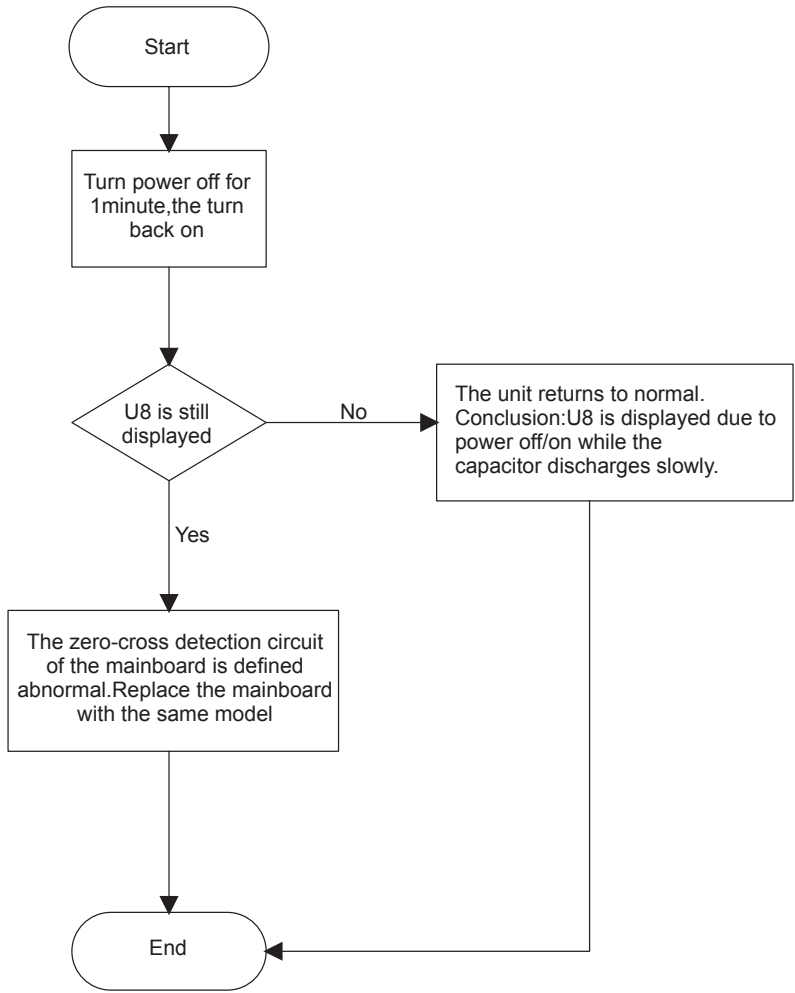 Start
Turn power off for
1minute,the turn
back on
U8 is still
displayed
No
The unit returns to normal.
Conclusion:U8 is displayed due to
power off/on while the
capacitor discharges slowly.
Yes
The zero-cross detection circuit
of the mainboard is defined
abnormal.Replace the mainboard
with the same model
End